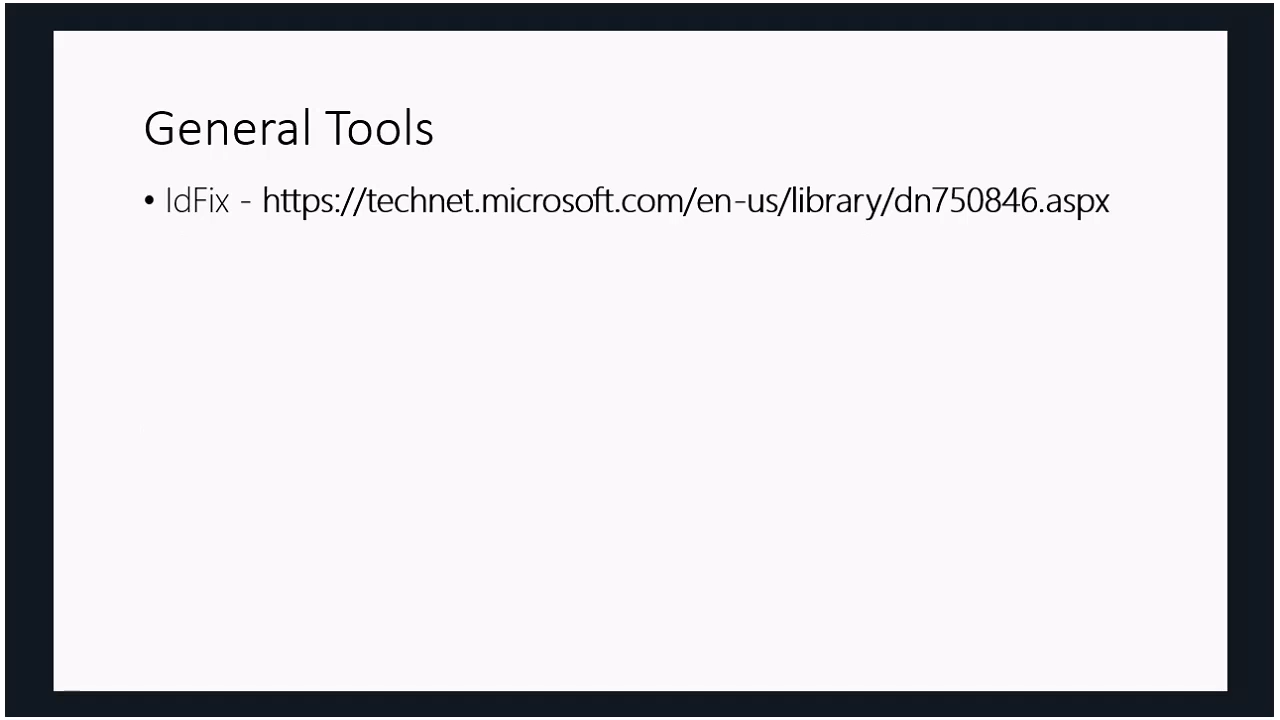 General Tools
• IdFix - https://technet.microsoft.com/en-us/library/dn750846.aspx